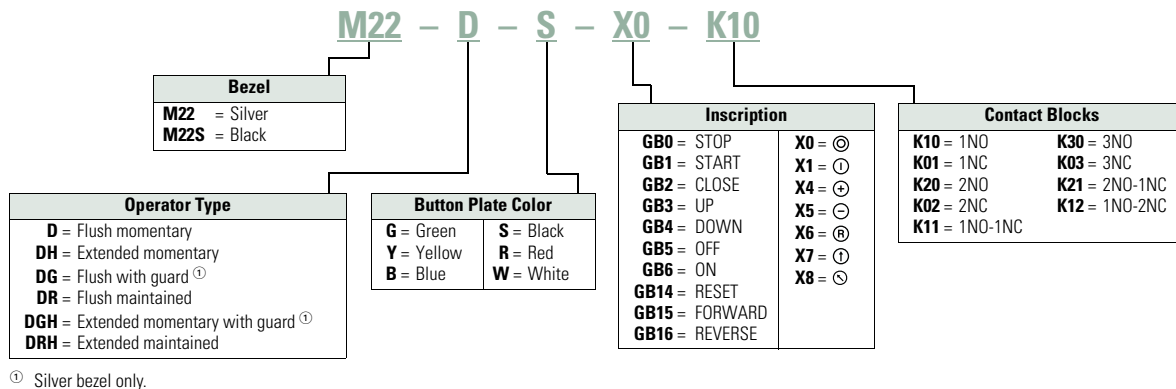 M22 – D – S – X0 – K10
Bezel
M22 = Silver
M22S = Black
Operator Type
D = Flush momentary
DH = Extended momentary
DG = Flush with guard ①
DR = Flush maintained
DGH = Extended momentary with guard ①
DRH = Extended maintained
Button Plate Color
G = Green
Y = Yellow
B = Blue
S = Black
R = Red
W = White
Inscription
GB0 = STOP
GB1 = START
GB2 = CLOSE
GB3 = UP
GB4 = DOWN
GB5 = OFF
GB6 = ON
GB14 = RESET
GB15 = FORWARD
GB16 = REVERSE
X0 = ◎
X1 = ⏼
X4 = ⊕
X5 = ⊖
X6 = Ⓡ
X7 = ↑
X8 = ↖
Contact Blocks
K10 = 1NO
K01 = 1NC
K20 = 2NO
K02 = 2NC
K11 = 1NO-1NC
K30 = 3NO
K03 = 3NC
K21 = 2NO-1NC
K12 = 1NO-2NC
① Silver bezel only.